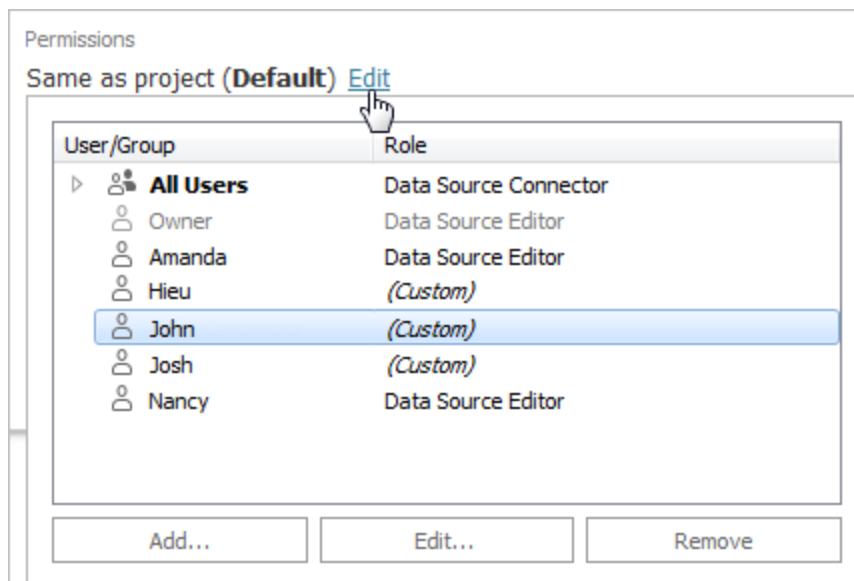 Permissions
Same as project (Default) Edit
User/Group Role
All Users Data Source Connector
Owner Data Source Editor
Amanda Data Source Editor
Hieu (Custom)
John (Custom)
Josh (Custom)
Nancy Data Source Editor
Add... Edit... Remove